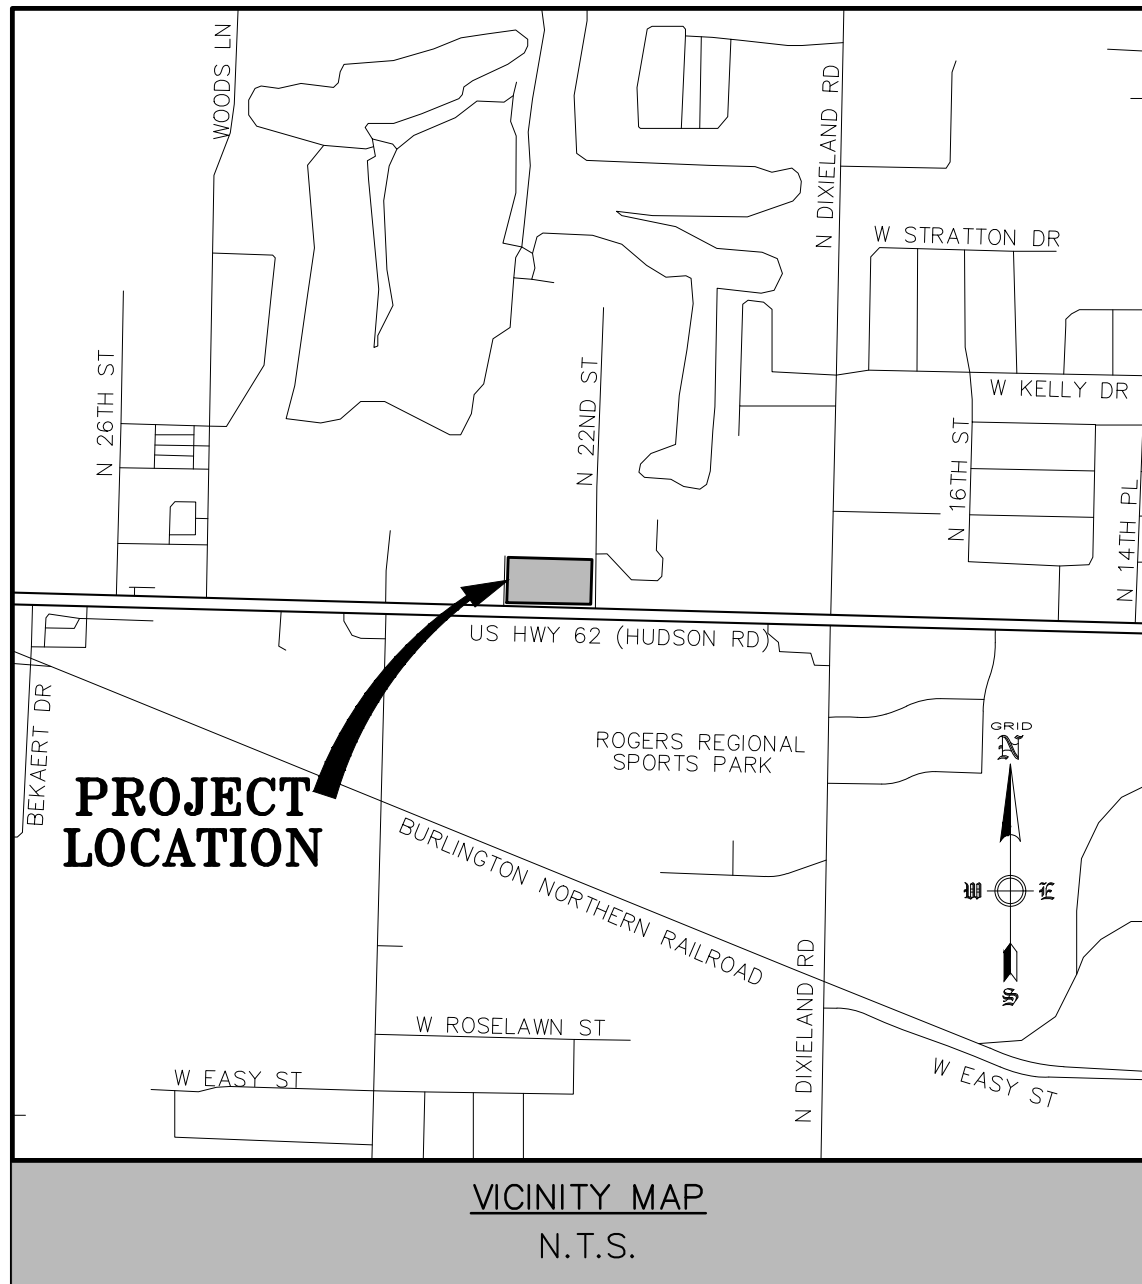 WOODS LN
N DIXIELAND RD
W STRATTON DR
N 26TH ST
N 22ND ST
W KELLY DR
N 16TH ST
N 14TH PL
US HWY 62 (HUDSON RD)
BEKAERT DR
ROGERS REGIONAL
SPORTS PARK
GRID
N
W
E
S
PROJECT
LOCATION
BURLINGTON NORTHERN RAILROAD
N DIXIELAND RD
W ROSELAWN ST
W EASY ST
W EASY ST
VICINITY MAP
N.T.S.